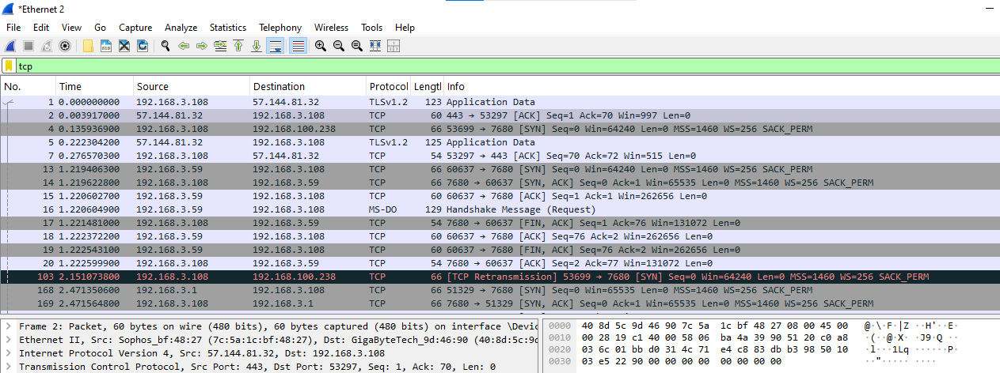 *Ethernet 2
File Edit View Go Capture Analyze Statistics Telephony Wireless Tools Help
tcp
No. Time Source Destination Protocol Lengtl Info
1 0.000000000 192.168.3.108 57.144.81.32 TLSv1.2 123 Application Data
2 0.003917000 57.144.81.32 192.168.3.108 TCP 60 443 → 53297 [ACK] Seq=1 Ack=70 Win=997 Len=0
4 0.135936900 192.168.3.108 192.168.100.238 TCP 66 53699 → 7680 [SYN] Seq=0 Win=64240 Len=0 MSS=1460 WS=256 SACK_PERM
5 0.222304200 57.144.81.32 192.168.3.108 TLSv1.2 125 Application Data
7 0.276570300 192.168.3.108 57.144.81.32 TCP 54 53297 → 443 [ACK] Seq=70 Ack=72 Win=515 Len=0
13 1.219406300 192.168.3.59 192.168.3.108 TCP 66 60637 → 7680 [SYN] Seq=0 Win=64240 Len=0 MSS=1460 WS=256 SACK_PERM
14 1.219622800 192.168.3.108 192.168.3.59 TCP 66 7680 → 60637 [SYN, ACK] Seq=0 Ack=1 Win=65535 Len=0 MSS=1460 WS=256 SACK_PERM
15 1.220602700 192.168.3.59 192.168.3.108 TCP 60 60637 → 7680 [ACK] Seq=1 Ack=1 Win=262656 Len=0
16 1.220604900 192.168.3.59 192.168.3.108 MS-DO 129 Handshake Message (Request)
17 1.221481000 192.168.3.108 192.168.3.59 TCP 54 7680 → 60637 [FIN, ACK] Seq=1 Ack=76 Win=131072 Len=0
18 1.222372200 192.168.3.59 192.168.3.108 TCP 60 60637 → 7680 [ACK] Seq=76 Ack=2 Win=262656 Len=0
19 1.222543100 192.168.3.59 192.168.3.108 TCP 60 60637 → 7680 [FIN, ACK] Seq=76 Ack=2 Win=262656 Len=0
20 1.222599900 192.168.3.108 192.168.3.59 TCP 54 7680 → 60637 [ACK] Seq=2 Ack=77 Win=131072 Len=0
103 2.151073800 192.168.3.108 192.168.100.238 TCP 66 [TCP Retransmission] 53699 → 7680 [SYN] Seq=0 Win=64240 Len=0 MSS=1460 WS=256 SACK_PERM
168 2.471350600 192.168.3.1 192.168.3.108 TCP 66 51329 → 7680 [SYN] Seq=0 Win=65535 Len=0 MSS=1460 WS=256 SACK_PERM
169 2.471564800 192.168.3.108 192.168.3.1 TCP 66 7680 → 51329 [SYN, ACK] Seq=0 Ack=1 Win=65535 Len=0 MSS=1460 WS=256 SACK_PERM
Frame 2: Packet, 60 bytes on wire (480 bits), 60 bytes captured (480 bits) on interface \Devic
Ethernet II, Src: Sophos_bf:48:27 (7c:5a:1c:bf:48:27), Dst: GigaByteTech_9d:46:90 (40:8d:5c:9d
Internet Protocol Version 4, Src: 57.144.81.32, Dst: 192.168.3.108
Transmission Control Protocol, Src Port: 443, Dst Port: 53297, Seq: 1, Ack: 70, Len: 0
0000 40 8d 5c 9d 46 90 7c 5a 1c bf 48 27 08 00 45 00 @·\·F·|Z ··H'··E·
0010 00 28 19 c1 40 00 58 06 ba 4a 39 90 51 20 c0 a8 ·(··@·X· ·J9·Q ··
0020 03 6c 01 bb d0 31 4c 71 e4 c8 83 db b3 98 50 10 ·l···1Lq ······P·
0030 03 e5 22 90 00 00 00 00 00 00 00 00 ··"····· ····